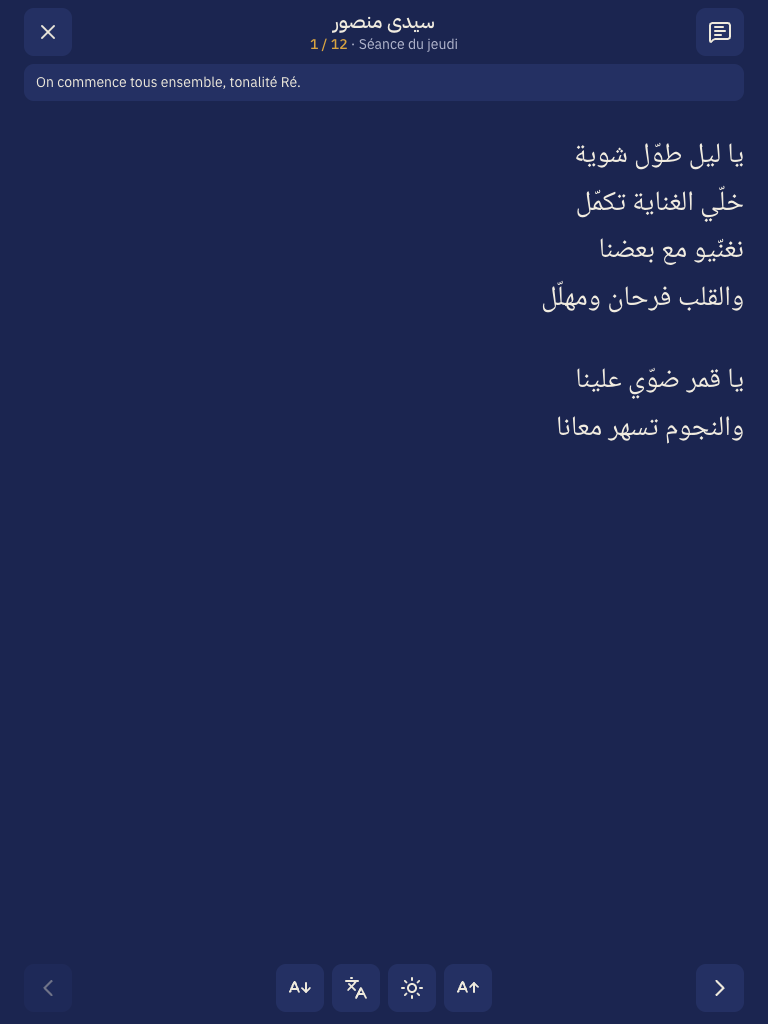 سيدي منصور
1 / 12 · Séance du jeudi
On commence tous ensemble, tonalité Ré.
يا ليل طوّل شوية
خلّي الغناية تكمّل
نغنّيو مع بعضنا
والقلب فرحان ومهلّل
يا قمر ضوّي علينا
والنجوم تسهر معانا
A A A